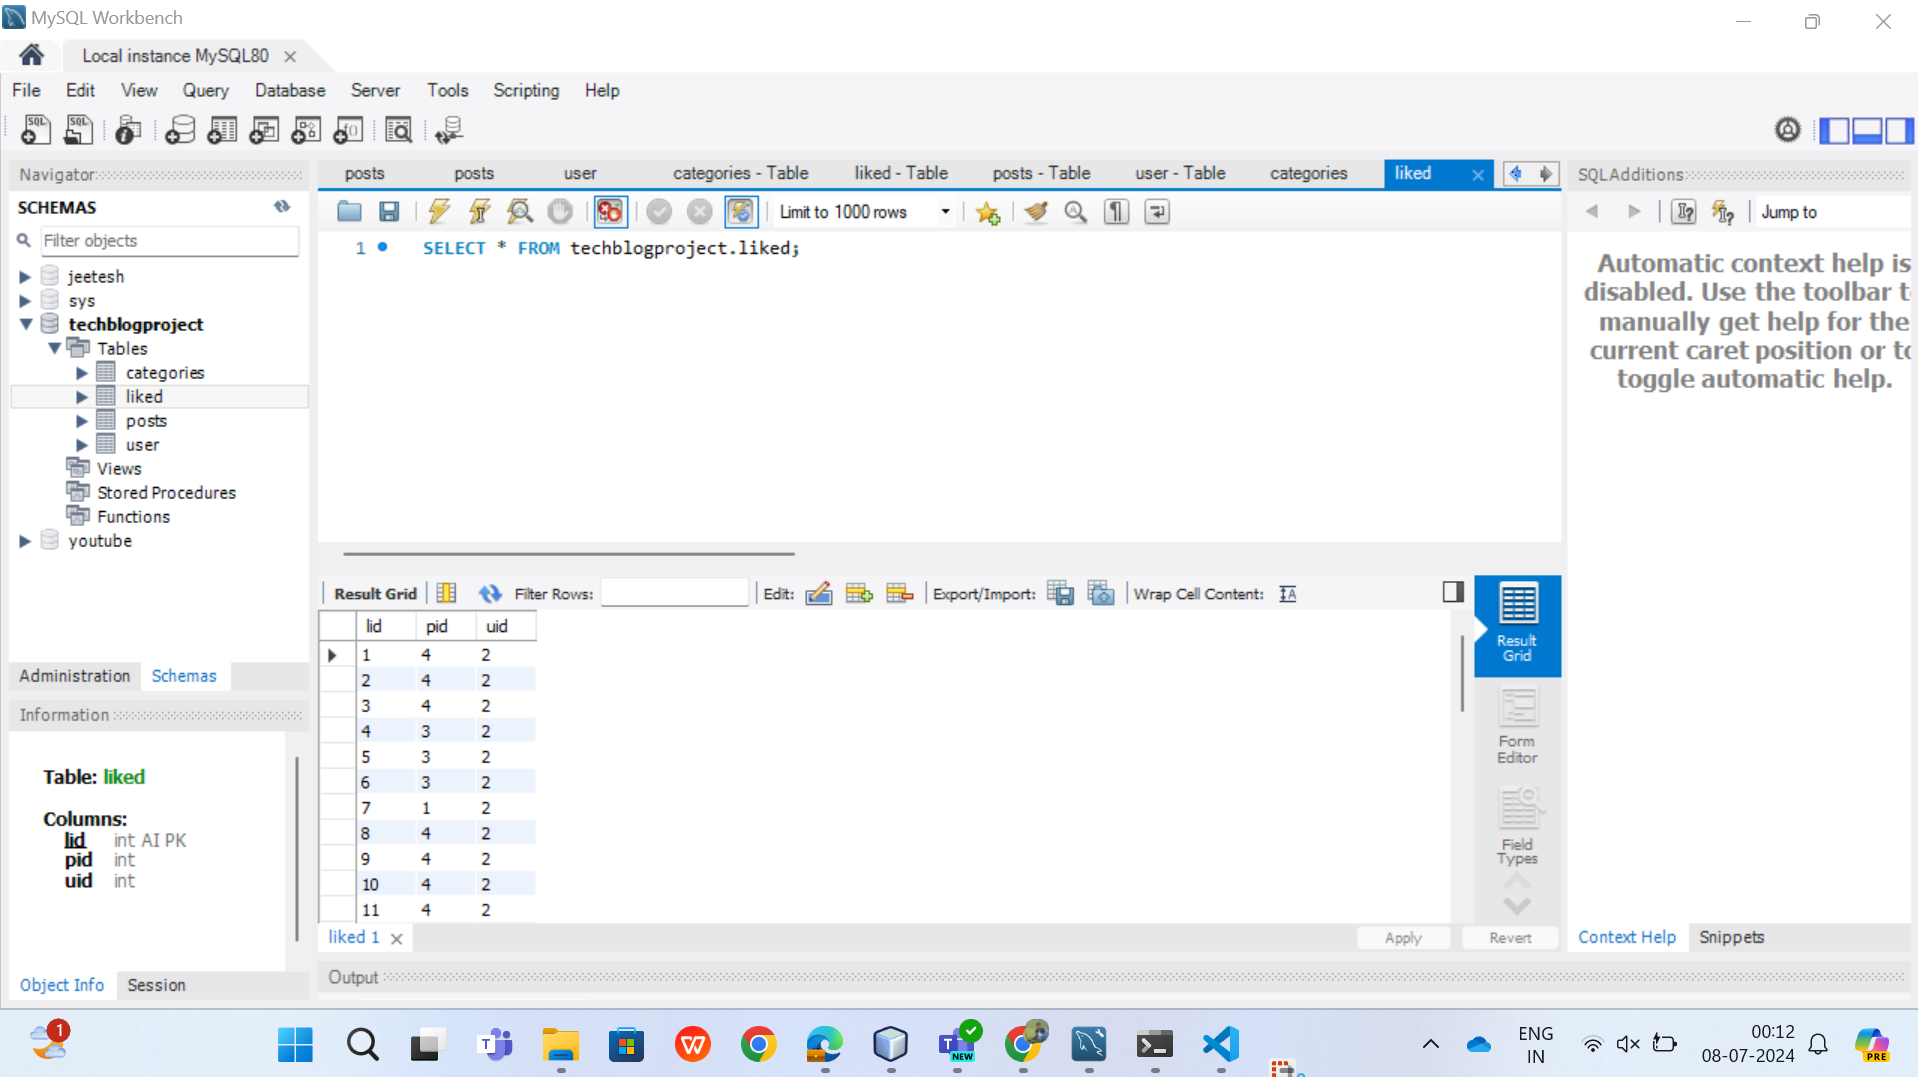 MySQL Workbench
Local instance MySQL80
File Edit View Query Database Server Tools Scripting Help
Navigator
SCHEMAS
Filter objects
jeetesh
sys
techblogproject
Tables
categories
liked
posts
user
Views
Stored Procedures
Functions
youtube
Administration Schemas
Information
Table: liked
Columns:
lid int AI PK
pid int
uid int
Object Info Session
posts posts user categories - Table liked - Table posts - Table user - Table categories liked
Limit to 1000 rows
1 SELECT * FROM techblogproject.liked;
Result Grid Filter Rows: Edit: Export/Import: Wrap Cell Content:
lid pid uid
1 4 2
2 4 2
3 4 2
4 3 2
5 3 2
6 3 2
7 1 2
8 4 2
9 4 2
10 4 2
11 4 2
Result
Grid
Form
Editor
Field
Types
liked 1
Apply Revert
Output
SQLAdditions
Jump to
Automatic context help is
disabled. Use the toolbar t
manually get help for the
current caret position or to
toggle automatic help.
Context Help Snippets
1
NEW
ENG
IN
00:12
08-07-2024
PRE